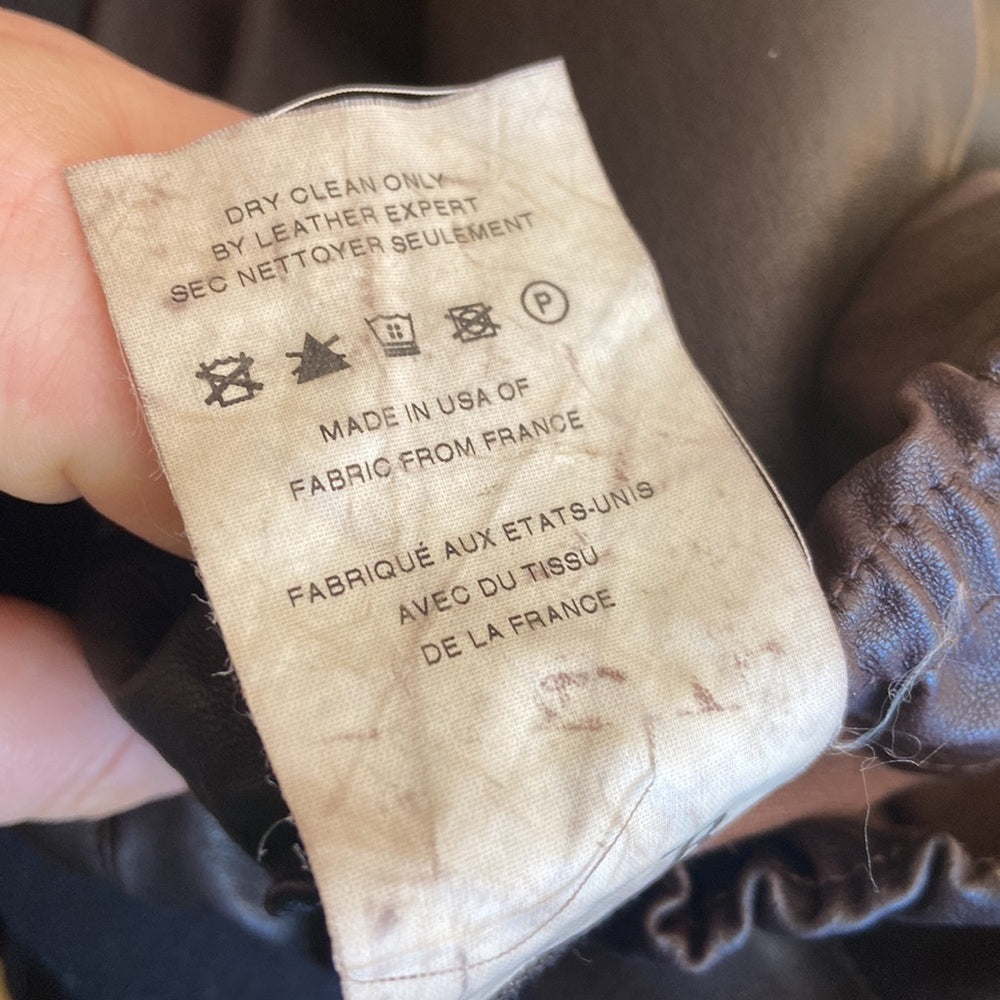 DRY CLEAN ONLY
BY LEATHER EXPERT
SEC NETTOYER SEULEMENT
P
MADE IN USA OF
FABRIC FROM FRANCE
FABRIQUÉ AUX ETATS-UNIS
AVEC DU TISSU
DE LA FRANCE